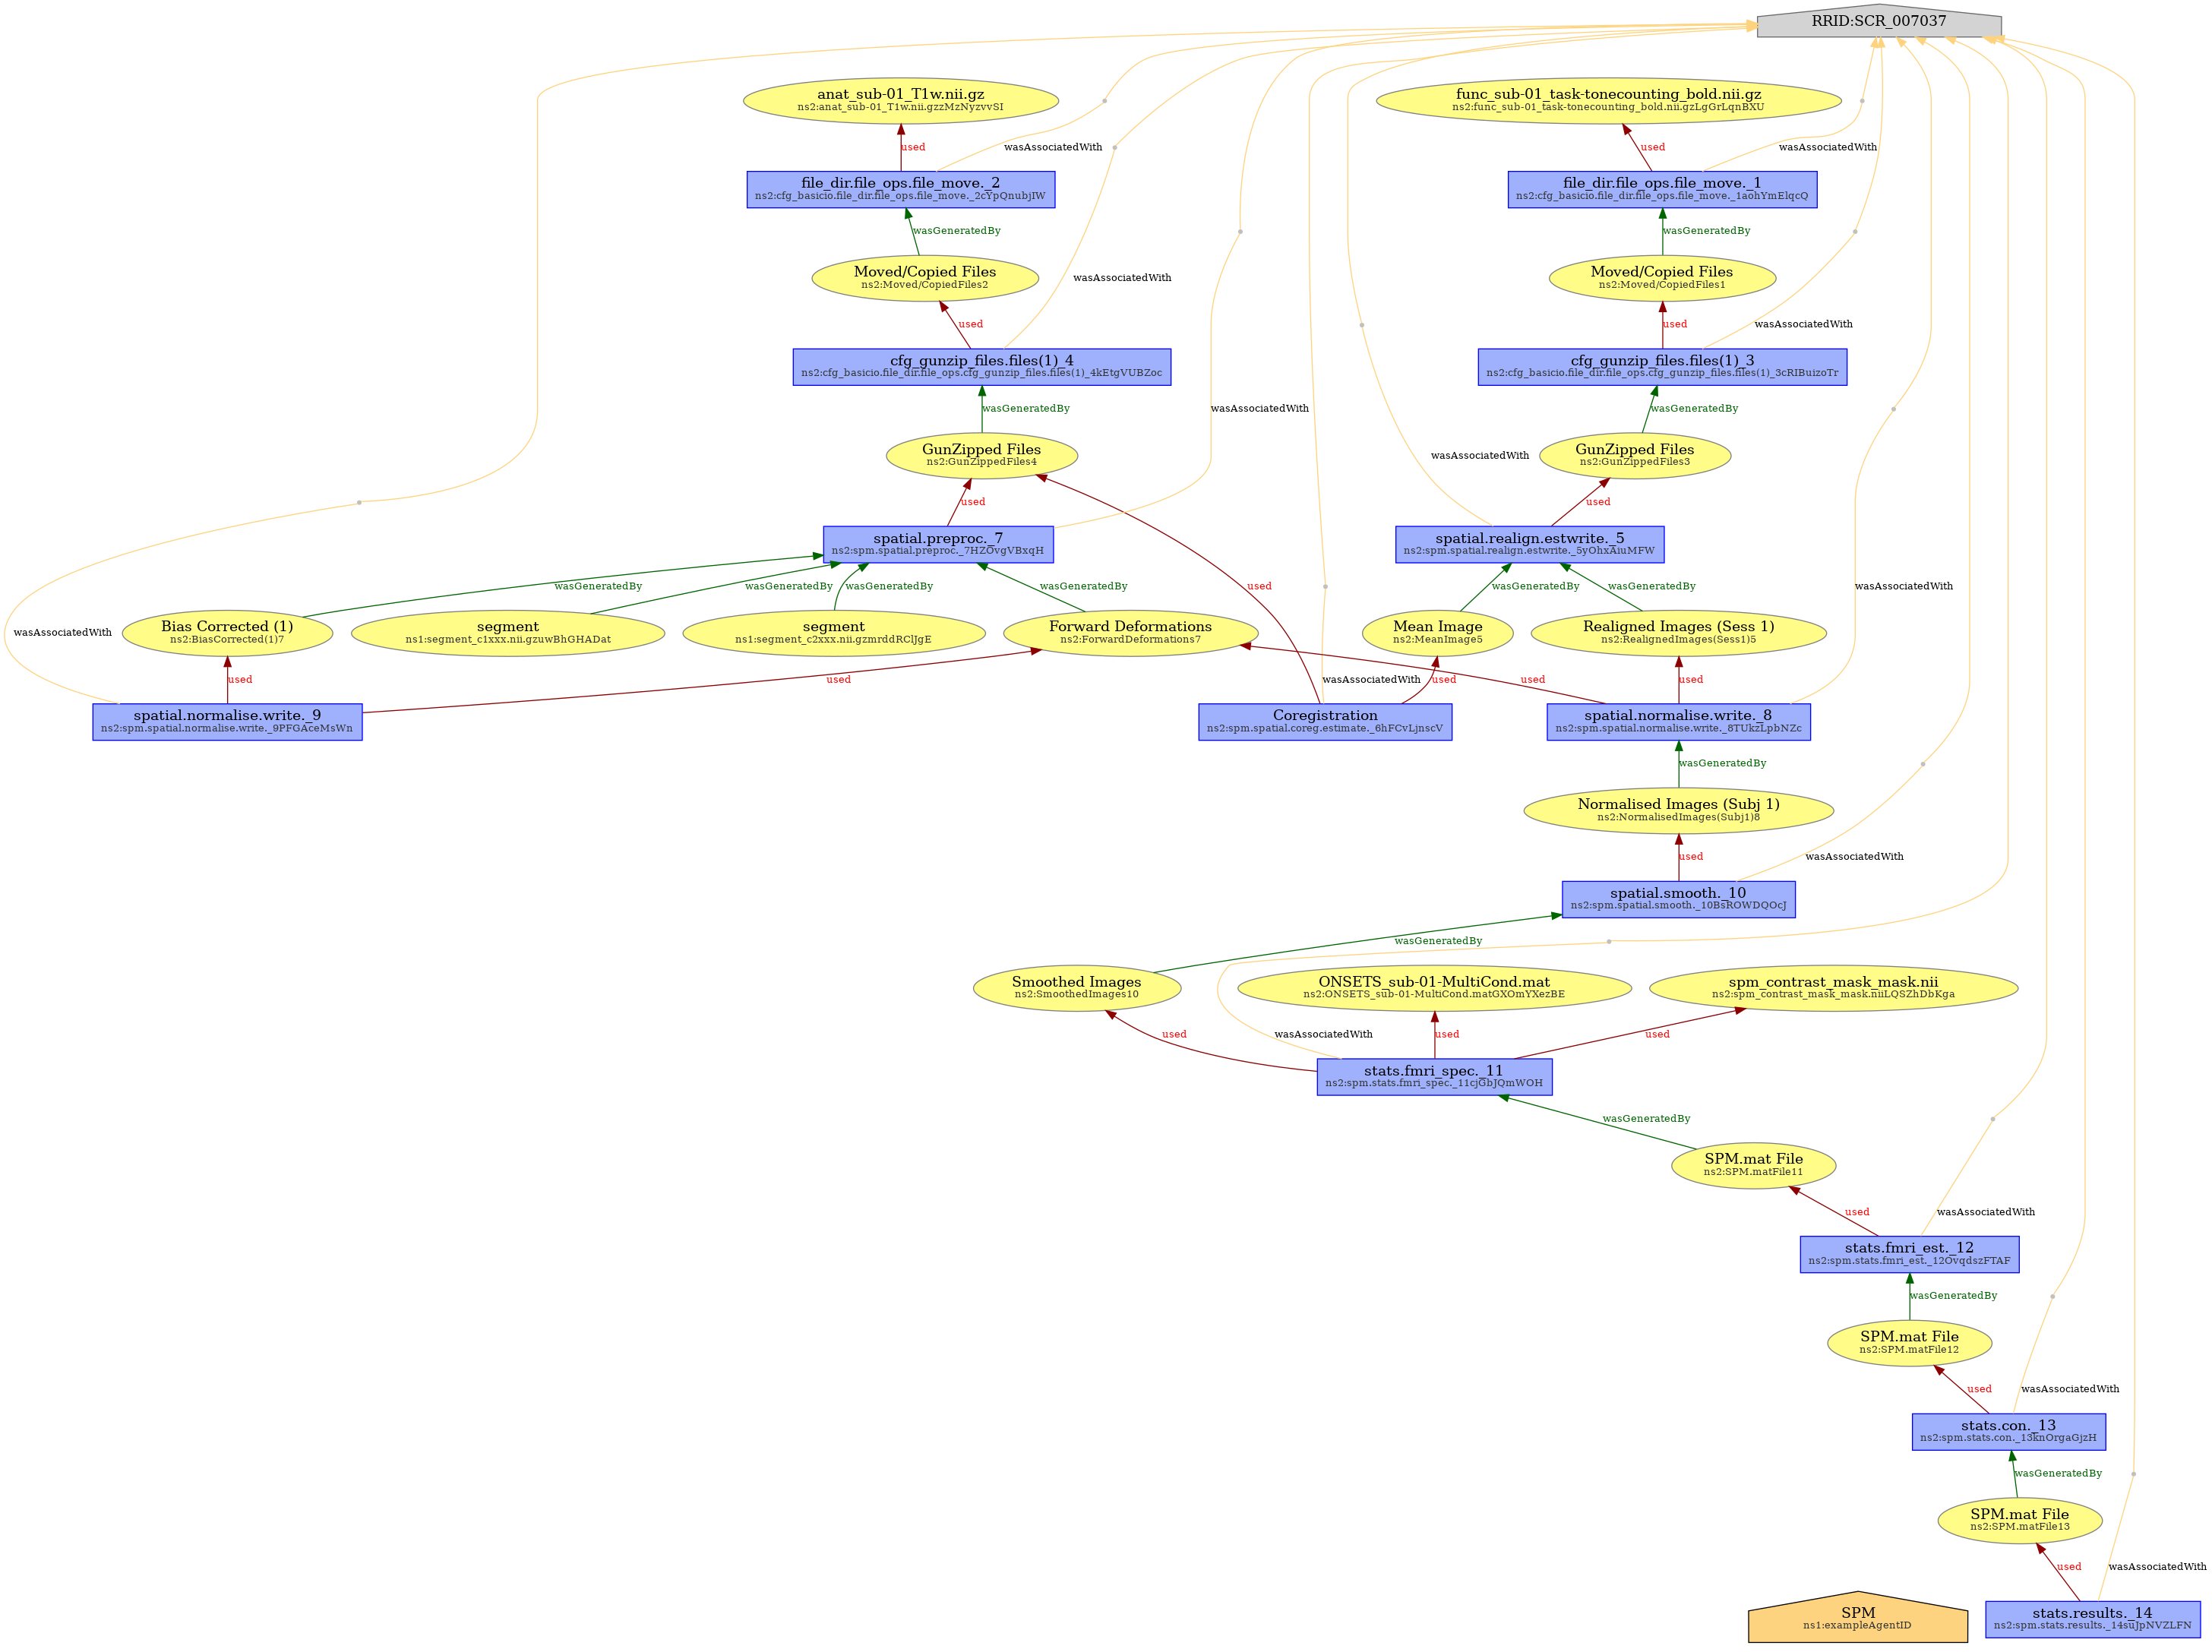 RRID:SCR_007037
anat_sub-01_T1w.nii.gz
ns2:anat_sub-01_T1w.nii.gzzMzNyzvvSI
func_sub-01_task-tonecounting_bold.nii.gz
ns2:func_sub-01_task-tonecounting_bold.nii.gzLgGrLqnBXU
used
wasAssociatedWith
used
wasAssociatedWith
file_dir.file_ops.file_move._2
ns2:cfg_basicio.file_dir.file_ops.file_move._2cYpQnubjIW
file_dir.file_ops.file_move._1
ns2:cfg_basicio.file_dir.file_ops.file_move._1aohYmElqcQ
wasGeneratedBy
wasGeneratedBy
Moved/Copied Files
ns2:Moved/CopiedFiles2
Moved/Copied Files
ns2:Moved/CopiedFiles1
wasAssociatedWith
used
used
wasAssociatedWith
cfg_gunzip_files.files(1)_4
ns2:cfg_basicio.file_dir.file_ops.cfg_gunzip_files.files(1)_4kEtgVUBZoc
cfg_gunzip_files.files(1)_3
ns2:cfg_basicio.file_dir.file_ops.cfg_gunzip_files.files(1)_3cRIBuizoTr
wasGeneratedBy
wasAssociatedWith
wasGeneratedBy
GunZipped Files
ns2:GunZippedFiles4
wasAssociatedWith
GunZipped Files
ns2:GunZippedFiles3
used
used
spatial.preproc._7
ns2:spm.spatial.preproc._7HZOvgVBxqH
spatial.realign.estwrite._5
ns2:spm.spatial.realign.estwrite._5yOhxAiuMFW
wasGeneratedBy
wasGeneratedBy
wasGeneratedBy
wasGeneratedBy
used
wasGeneratedBy
wasGeneratedBy
wasAssociatedWith
wasAssociatedWith
Bias Corrected (1)
ns2:BiasCorrected(1)7
segment
ns1:segment_c1xxx.nii.gzuwBhGHADat
segment
ns1:segment_c2xxx.nii.gzmrddRClJgE
Forward Deformations
ns2:ForwardDeformations7
Mean Image
ns2:MeanImage5
Realigned Images (Sess 1)
ns2:RealignedImages(Sess1)5
used
used
wasAssociatedWith
used
used
used
spatial.normalise.write._9
ns2:spm.spatial.normalise.write._9PFGAceMsWn
Coregistration
ns2:spm.spatial.coreg.estimate._6hFCvLjnscV
spatial.normalise.write._8
ns2:spm.spatial.normalise.write._8TUkzLpbNZc
wasGeneratedBy
Normalised Images (Subj 1)
ns2:NormalisedImages(Subj1)8
used
wasAssociatedWith
spatial.smooth._10
ns2:spm.spatial.smooth._10BsROWDQOcJ
wasGeneratedBy
Smoothed Images
ns2:SmoothedImages10
ONSETS_sub-01-MultiCond.mat
ns2:ONSETS_sub-01-MultiCond.matGXOmYXezBE
spm_contrast_mask_mask.nii
ns2:spm_contrast_mask_mask.niiLQSZhDbKga
used
wasAssociatedWith
used
used
stats.fmri_spec._11
ns2:spm.stats.fmri_spec._11cjGbJQmWOH
wasGeneratedBy
SPM.mat File
ns2:SPM.matFile11
used
wasAssociatedWith
stats.fmri_est._12
ns2:spm.stats.fmri_est._12OvqdszFTAF
wasGeneratedBy
SPM.mat File
ns2:SPM.matFile12
used
wasAssociatedWith
stats.con._13
ns2:spm.stats.con._13knOrgaGjzH
wasGeneratedBy
SPM.mat File
ns2:SPM.matFile13
used
wasAssociatedWith
SPM
ns1:exampleAgentID
stats.results._14
ns2:spm.stats.results._14suJpNVZLFN